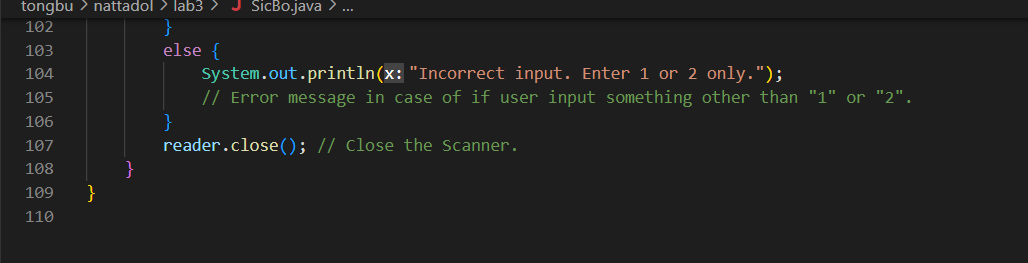 tongbu > nattadol > lab3 > J SicBo.java > ...
102 }
103 else {
104 System.out.println(x: "Incorrect input. Enter 1 or 2 only.");
105 // Error message in case of if user input something other than "1" or "2".
106 }
107 reader.close(); // Close the Scanner.
108 }
109 }
110